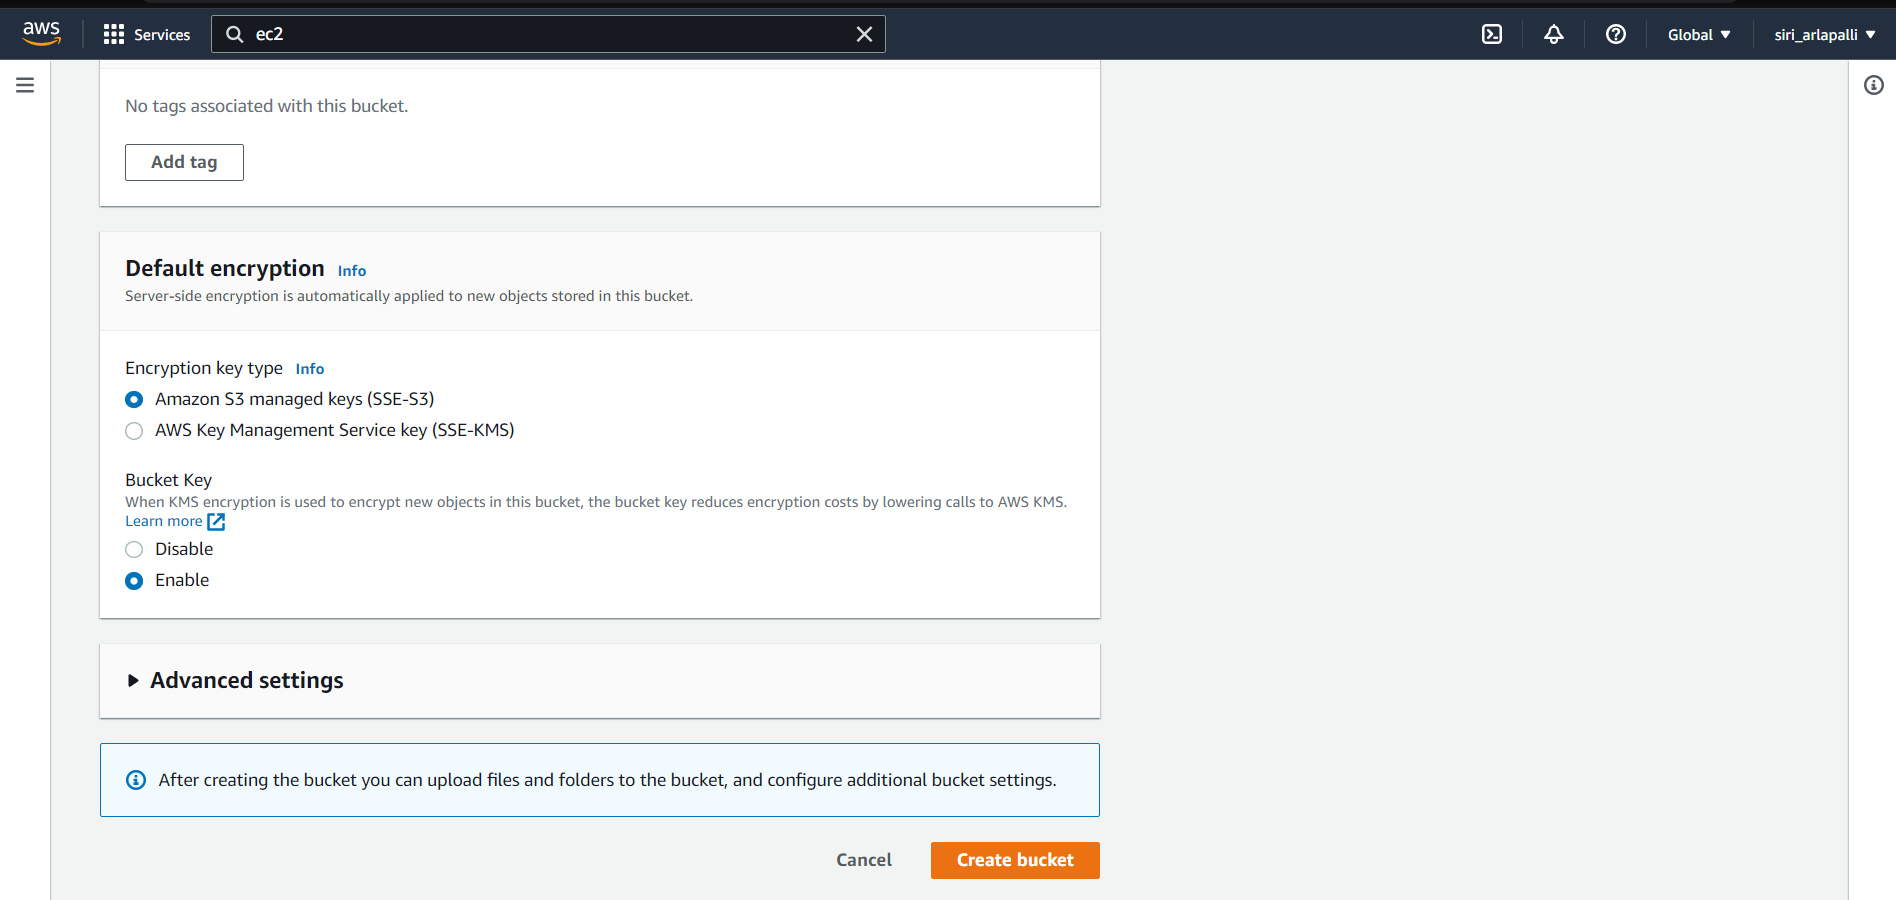 aws Services ec2 Global siri_arlapalli
No tags associated with this bucket.
Add tag
Default encryption Info
Server-side encryption is automatically applied to new objects stored in this bucket.
Encryption key type Info
Amazon S3 managed keys (SSE-S3)
AWS Key Management Service key (SSE-KMS)
Bucket Key
When KMS encryption is used to encrypt new objects in this bucket, the bucket key reduces encryption costs by lowering calls to AWS KMS.
Learn more
Disable
Enable
Advanced settings
After creating the bucket you can upload files and folders to the bucket, and configure additional bucket settings.
Cancel Create bucket